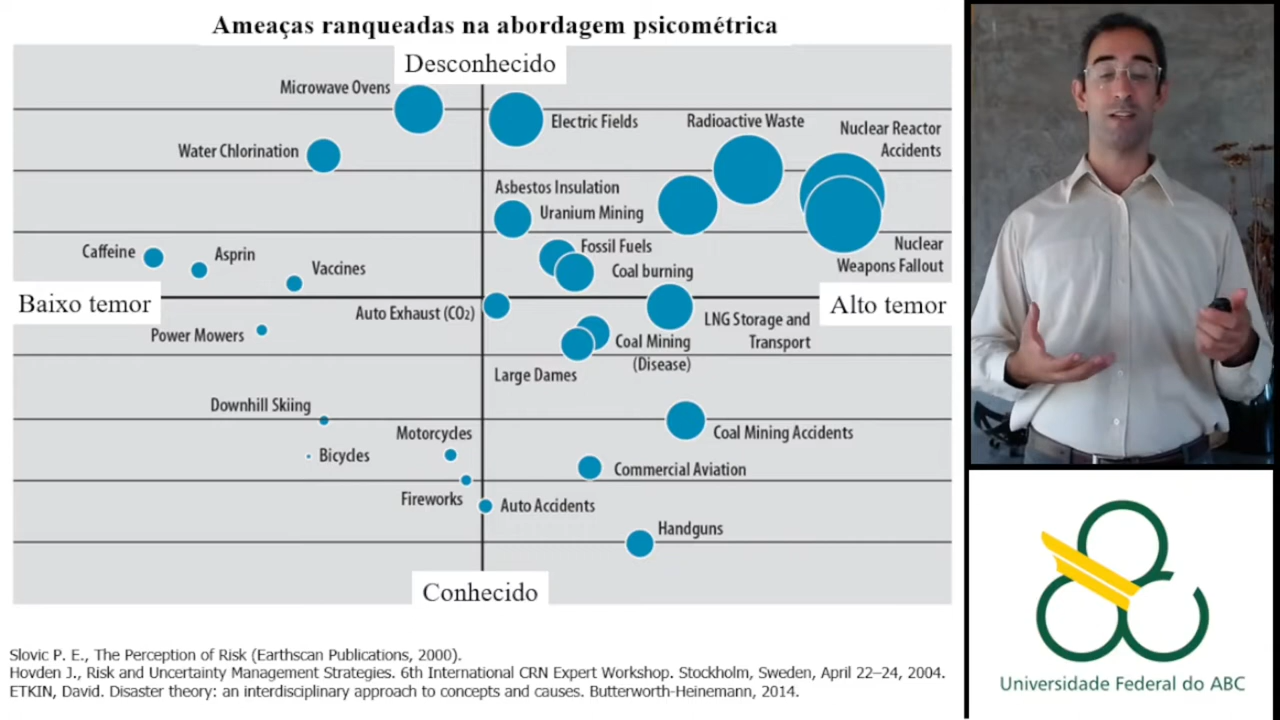 Ameaças ranqueadas na abordagem psicométrica
Desconhecido
Microwave Ovens
Electric Fields
Radioactive Waste
Nuclear Reactor
Accidents
Water Chlorination
Asbestos Insulation
Uranium Mining
Caffeine
Asprin
Vaccines
Fossil Fuels
Coal burning
Nuclear
Weapons Fallout
Baixo temor
Alto temor
Auto Exhaust (CO₂)
Power Mowers
LNG Storage and
Transport
Coal Mining
(Disease)
Large Dames
Downhill Skiing
Motorcycles
Coal Mining Accidents
Bicycles
Commercial Aviation
Fireworks
Auto Accidents
Handguns
Conhecido
Slovic P. E., The Perception of Risk (Earthscan Publications, 2000).
Hovden J., Risk and Uncertainty Management Strategies. 6th International CRN Expert Workshop. Stockholm, Sweden, April 22–24, 2004.
ETKIN, David. Disaster theory: an interdisciplinary approach to concepts and causes. Butterworth-Heinemann, 2014.
Universidade Federal do ABC